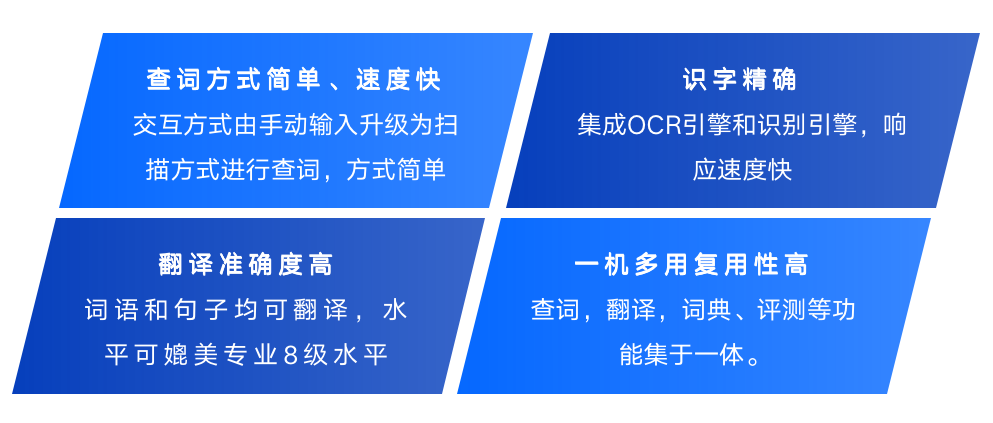 查词方式简单、速度快
交互方式由手动输入升级为扫
描方式进行查词，方式简单
识字精确
集成OCR引擎和识别引擎，响
应速度快
翻译准确度高
词语和句子均可翻译，水
平可媲美专业8级水平
一机多用复用性高
查词，翻译，词典、评测等功
能集于一体。